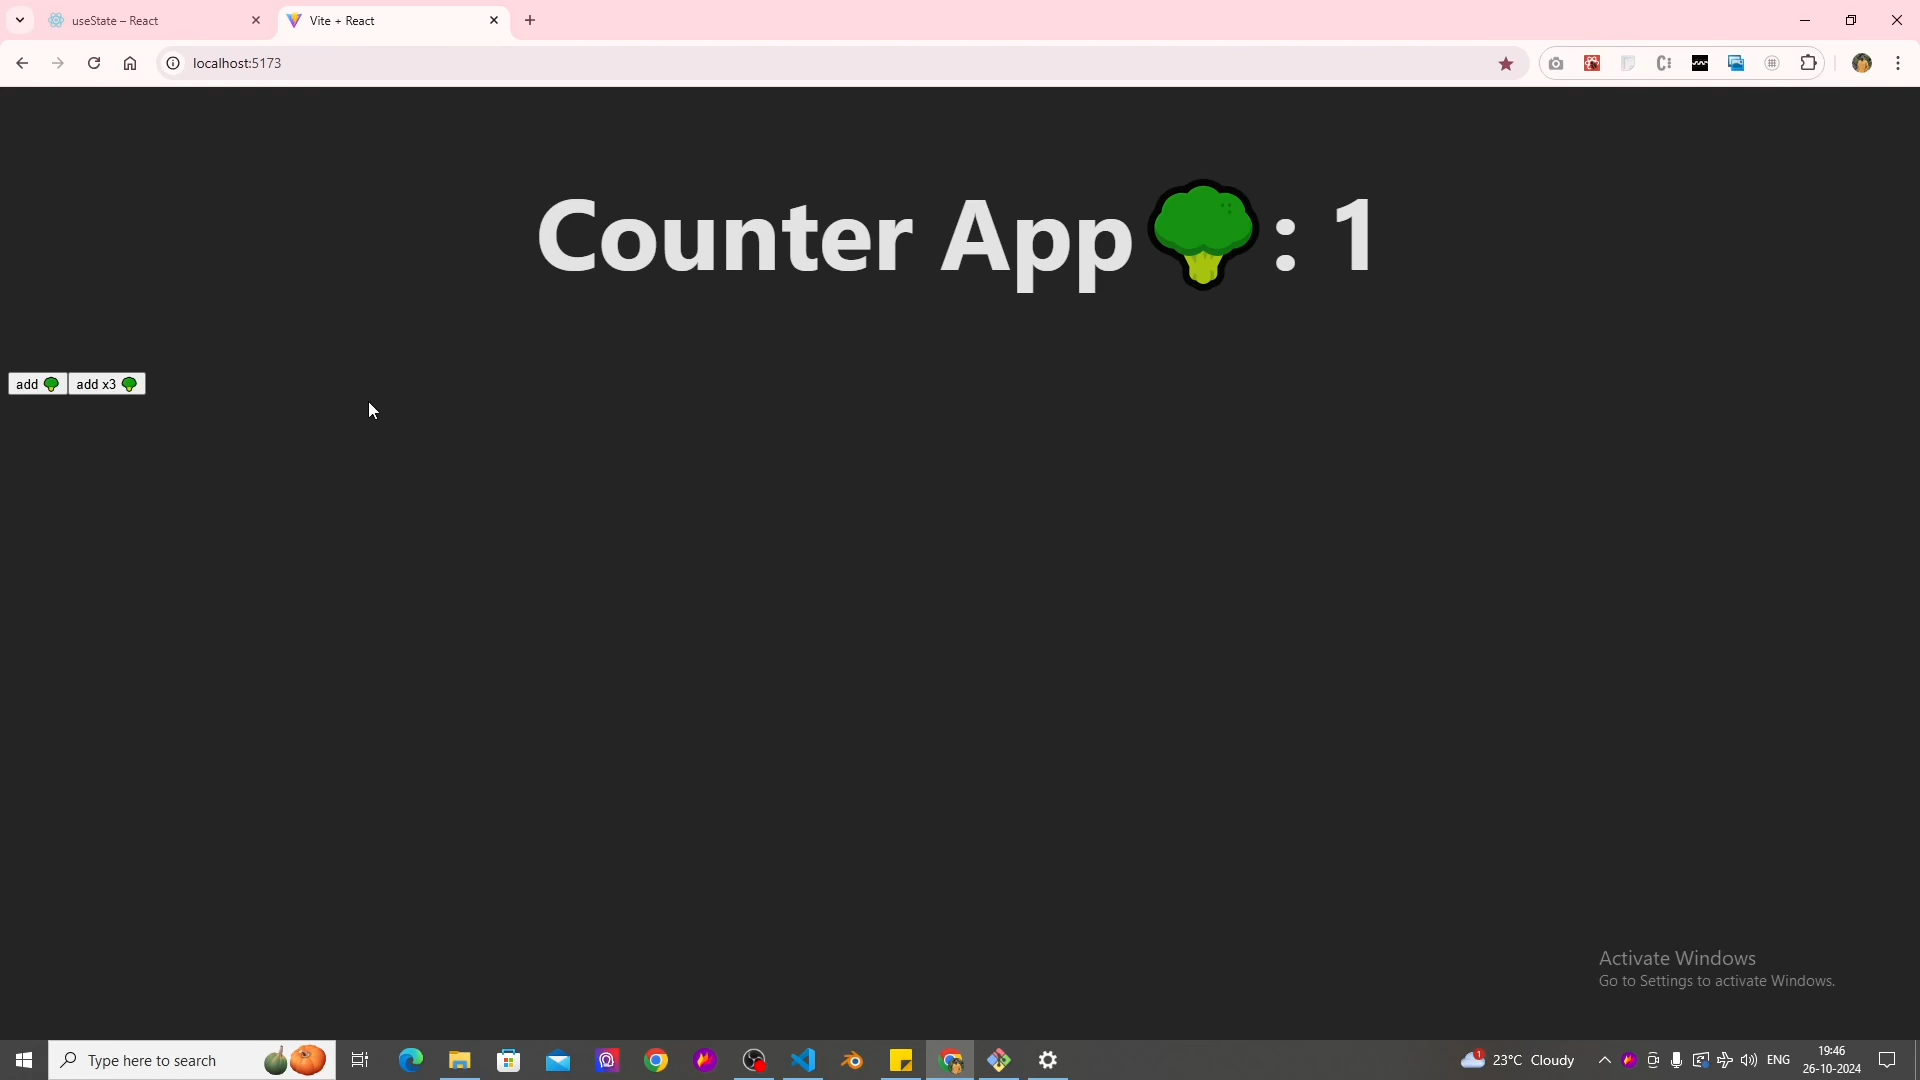 useState – React
Vite + React
localhost:5173
Counter App🥦: 1
add 🥦
add x3 🥦
Activate Windows
Go to Settings to activate Windows.
Type here to search
1
23°C Cloudy
ENG
19:46
26-10-2024